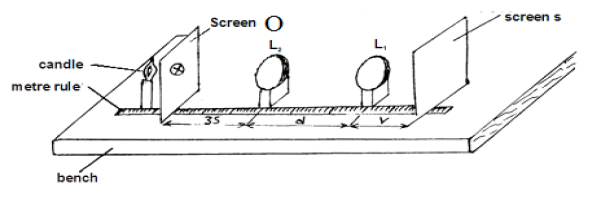 Screen O
screen s
L₂
L₁
candle
metre rule
35
d
v
bench